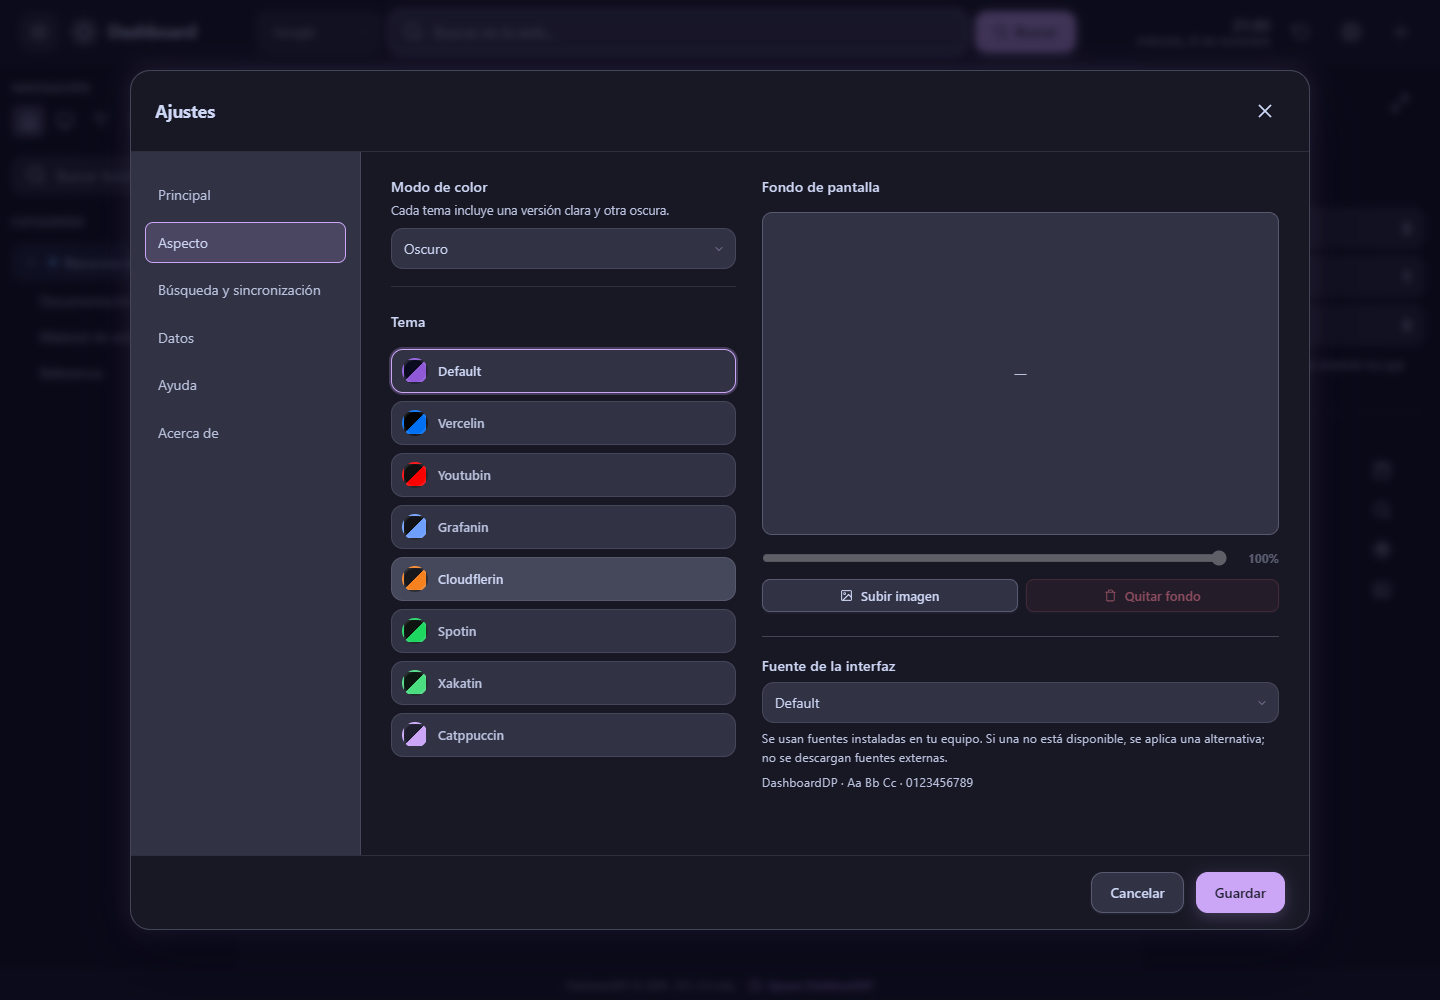 Dashboard
Ajustes
Principal
Aspecto
Búsqueda y sincronización
Datos
Ayuda
Acerca de
Modo de color
Cada tema incluye una versión clara y otra oscura.
Oscuro
Tema
Default
Vercelin
Youtubin
Grafanin
Cloudflerin
Spotin
Xakatin
Catppuccin
Fondo de pantalla
—
100%
Subir imagen
Quitar fondo
Fuente de la interfaz
Default
Se usan fuentes instaladas en tu equipo. Si una no está disponible, se aplica una alternativa;
no se descargan fuentes externas.
DashboardDP · Aa Bb Cc · 0123456789
Cancelar
Guardar